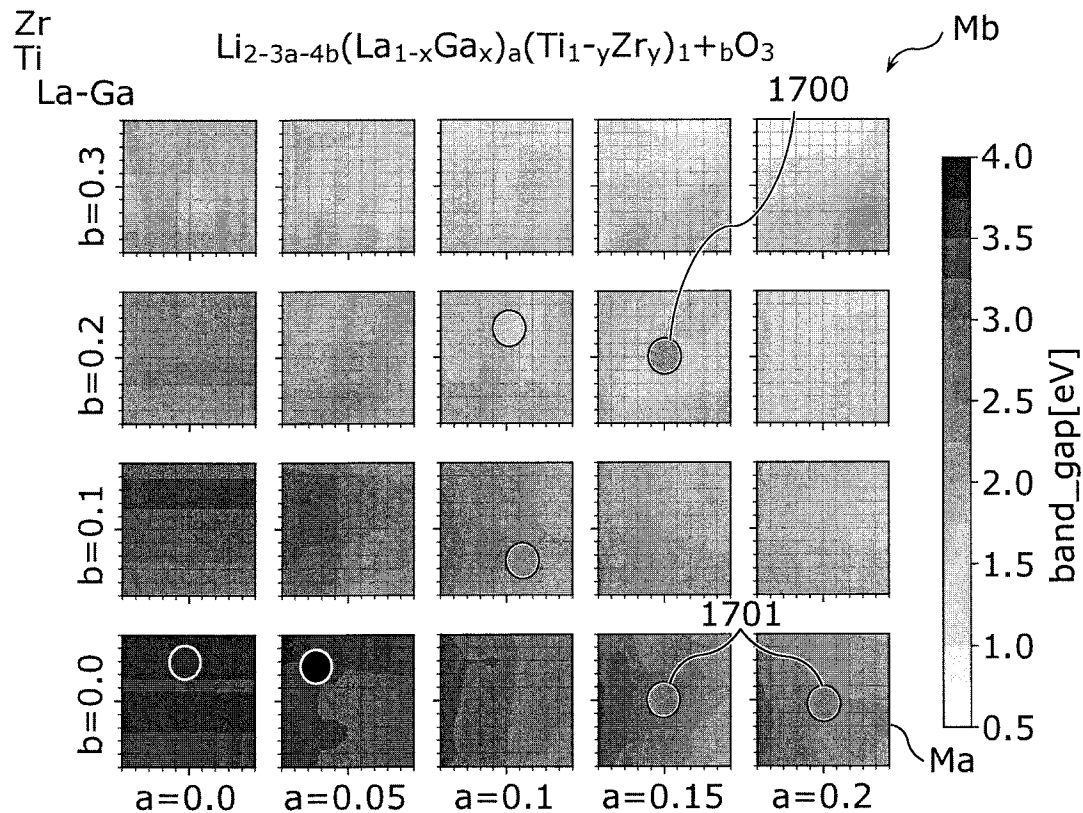 Zr
Ti
La-Ga
Li2-3a-4b(La1-xGax)a(Ti1-yZry)1+bO3
Mb
1700
b=0.3
b=0.2
b=0.1
b=0.0
1701
a=0.0
a=0.05
a=0.1
a=0.15
a=0.2
4.0
3.5
3.0
2.5
2.0
1.5
1.0
0.5
band_gap[eV]
Ma